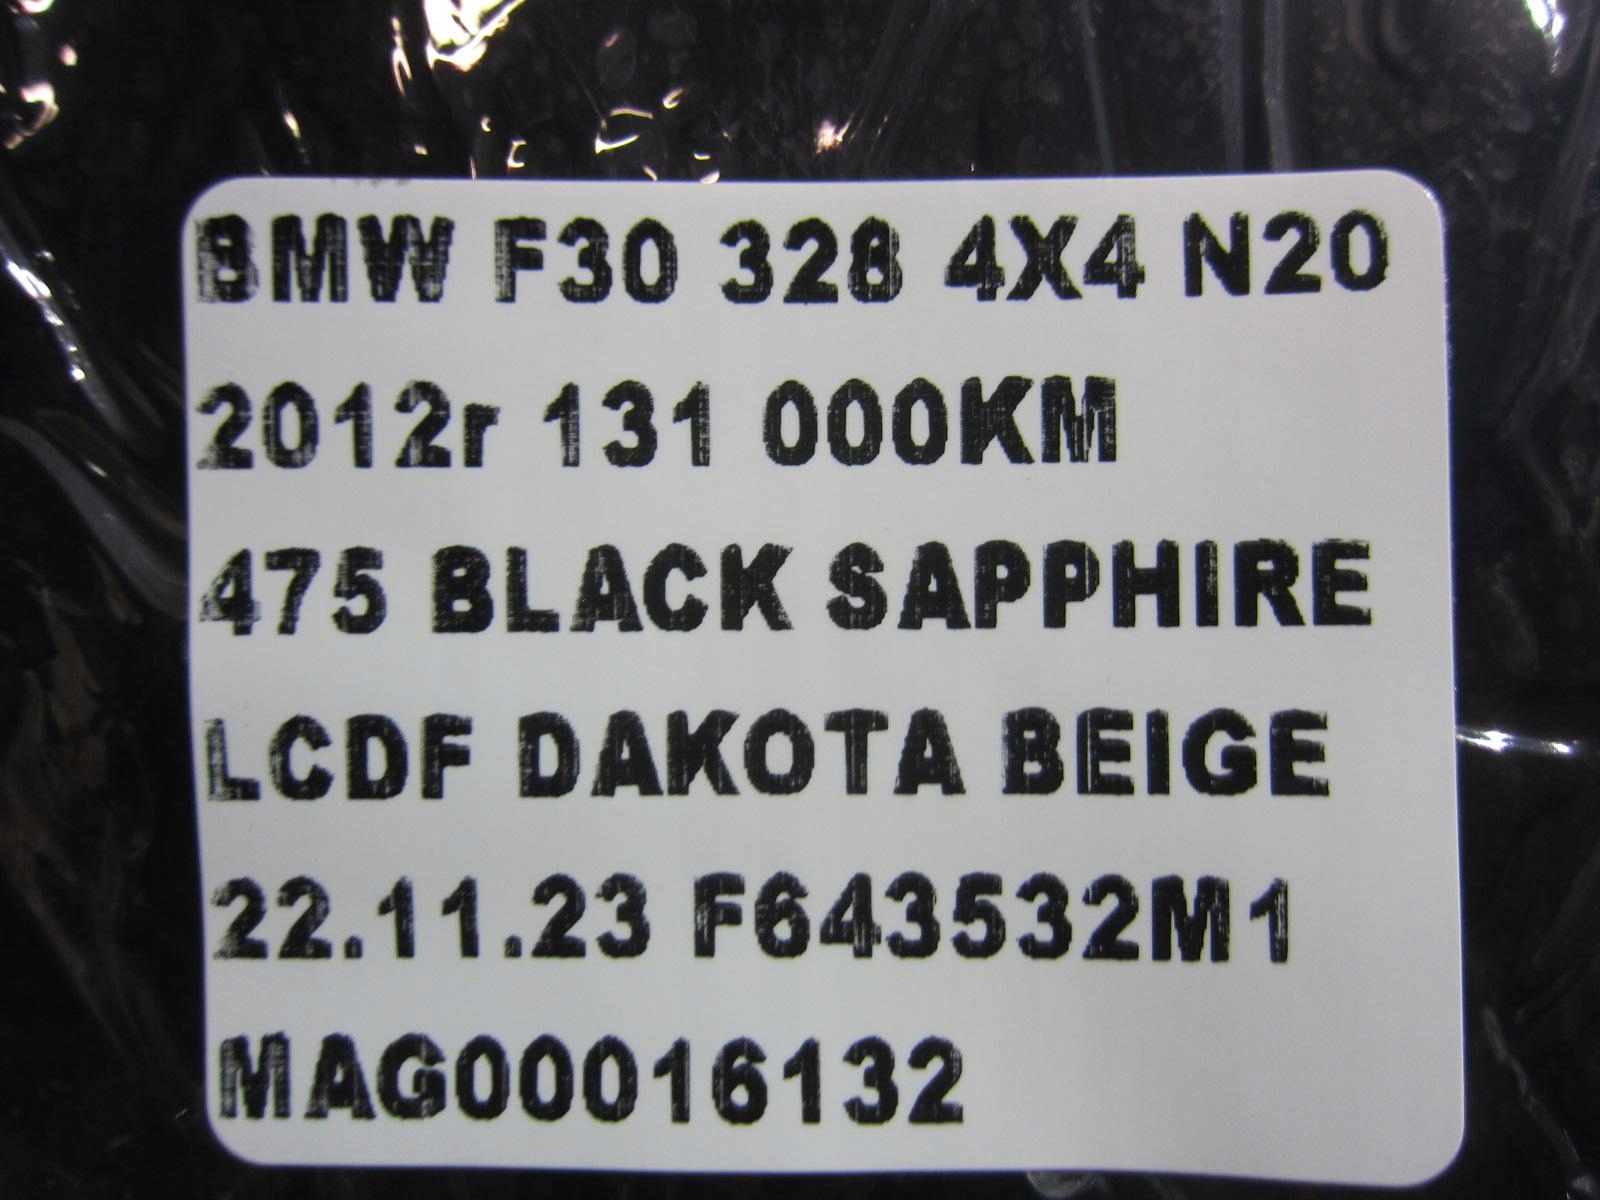 BMW F30 328 4X4 N20
2012r 131 000KM
475 BLACK SAPPHIRE
LCDF DAKOTA BEIGE
22.11.23 F643532M1
MAG00016132